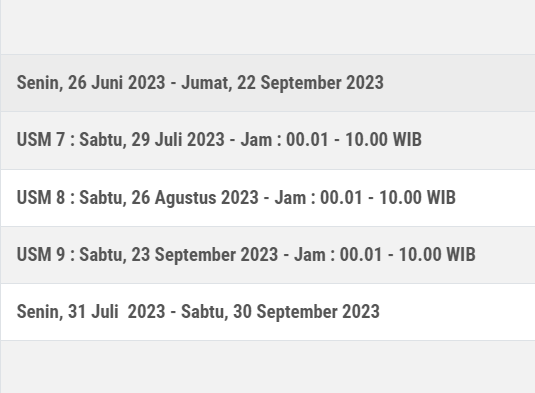 Senin, 26 Juni 2023 - Jumat, 22 September 2023
USM 7 : Sabtu, 29 Juli 2023 - Jam : 00.01 - 10.00 WIB
USM 8 : Sabtu, 26 Agustus 2023 - Jam : 00.01 - 10.00 WIB
USM 9 : Sabtu, 23 September 2023 - Jam : 00.01 - 10.00 WIB
Senin, 31 Juli  2023 - Sabtu, 30 September 2023